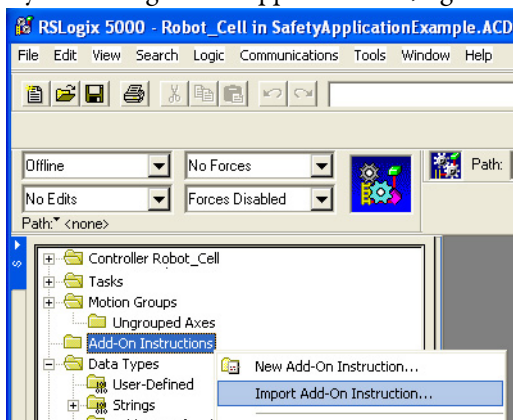 RSLogix 5000 - Robot_Cell in SafetyApplicationExample.ACD
File Edit View Search Logic Communications Tools Window Help
Offline No Forces Path:
No Edits Forces Disabled
Path: <none>
Controller Robot_Cell
Tasks
Motion Groups
Ungrouped Axes
Add-On Instructions
Data Types New Add-On Instruction...
User-Defined Import Add-On Instruction...
Strings